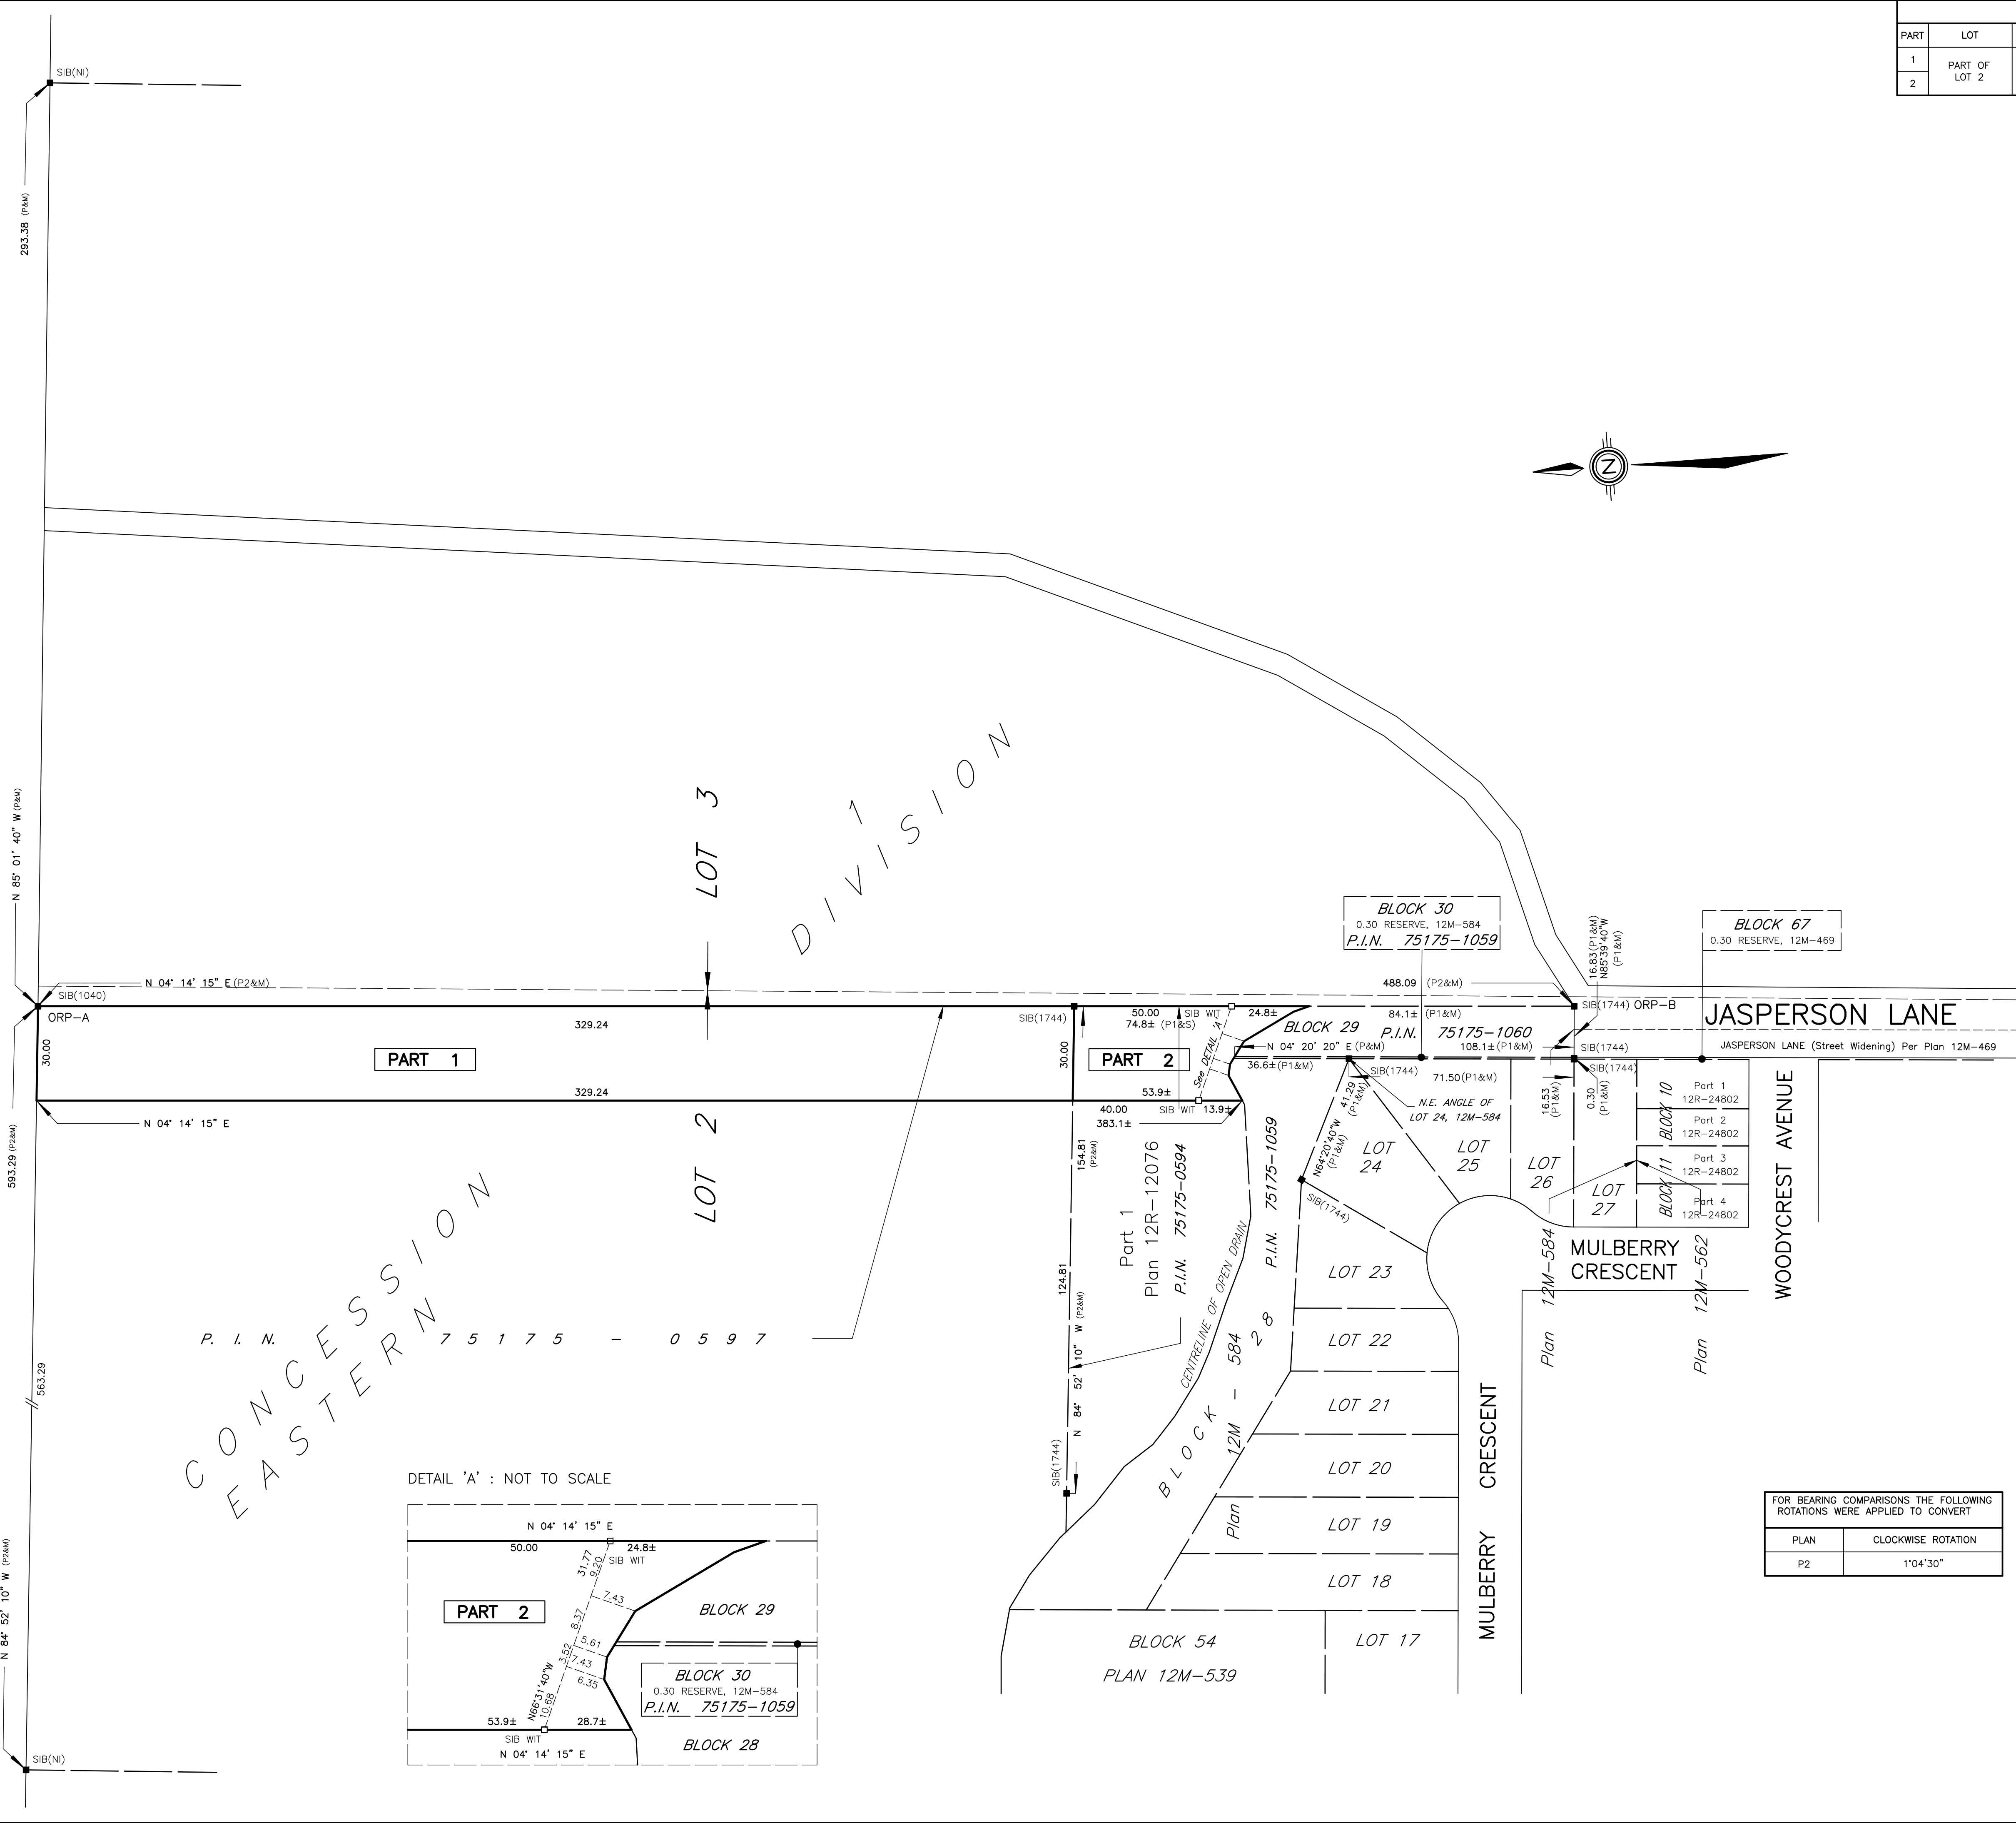 PART LOT
1
PART OF
LOT 2
2
SIB(NI)
293.38 (P&M)
N 85° 01' 40" W (P&M)
Z
CONCESSION 1
EASTERN DIVISION
LOT 3
LOT 2
BLOCK 30
0.30 RESERVE, 12M-584
P.I.N. 75175-1059
16.83 (P1&M)
N85°39'40"W
(P1&M)
BLOCK 67
0.30 RESERVE, 12M-469
N 04° 14' 15" E (P2&M)
488.09 (P2&M)
SIB(1040)
ORP-A
329.24
SIB(1744)
50.00
SIB WIT
24.8±
74.8± (P1&S)
84.1± (P1&M)
SIB(1744) ORP-B
JASPERSON LANE
BLOCK 29
P.I.N. 75175-1060
JASPERSON LANE (Street Widening) Per Plan 12M-469
30.00
PART 1
30.00
PART 2
See DETAIL 'A'
N 04° 20' 20" E (P&M)
108.1± (P1&M)
SIB(1744)
36.6± (P1&M)
SIB(1744)
71.50 (P1&M)
SIB(1744)
329.24
53.9±
40.00
SIB WIT
13.9±
383.1±
N 04° 14' 15" E
593.29 (P2&M)
154.81
(P2&M)
41.29
(P1&M)
N64°20'40"W
(P1&M)
N.E. ANGLE OF
LOT 24, 12M-584
16.53
(P1&M)
0.30
(P1&M)
BLOCK 10
Part 1
12R-24802
Part 2
12R-24802
BLOCK 11
Part 3
12R-24802
Part 4
12R-24802
WOODYCREST AVENUE
Part 1
Plan 12R-12076
P.I.N. 75175-0594
P.I.N. 75175-1059
LOT
24
LOT
25
LOT
26
LOT
27
SIB(1744)
CENTRELINE OF OPEN DRAIN
124.81
N 84° 52' 10" W (P2&M)
SIB(1744)
P.I.N. 75175 - 0597
563.29
BLOCK 28
Plan 12M - 584
MULBERRY
CRESCENT
Plan 12M-584
Plan 12M-562
LOT 23
LOT 22
LOT 21
LOT 20
LOT 19
LOT 18
LOT 17
MULBERRY CRESCENT
BLOCK 54
PLAN 12M-539
FOR BEARING COMPARISONS THE FOLLOWING
ROTATIONS WERE APPLIED TO CONVERT
PLAN CLOCKWISE ROTATION
P2 1°04'30"
DETAIL 'A' : NOT TO SCALE
N 04° 14' 15" E
50.00
24.8±
SIB WIT
31.77
9.20
7.43
PART 2
8.37
BLOCK 29
5.61
3.52
7.43
6.35
N66°31'40"W
10.68
BLOCK 30
0.30 RESERVE, 12M-584
P.I.N. 75175-1059
53.9±
28.7±
SIB WIT
N 04° 14' 15" E
BLOCK 28
N 84° 52' 10" W (P2&M)
SIB(NI)